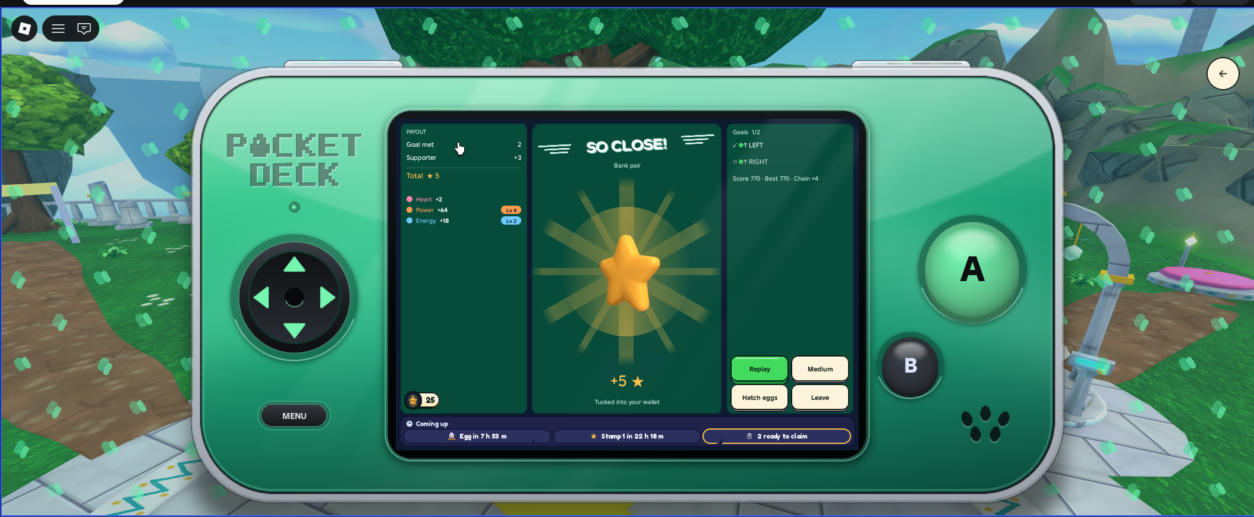 POCKET
DECK
MENU
PAYOUT
Goal met 2
Supporter +3
Total ★ 5
Heart +2
Power +64 Lv 4
Energy +18 Lv 2
25
SO CLOSE!
Bank pair
+5 ★
Tucked into your wallet
Goals 1/2
✓ ↑ LEFT
↑ RIGHT
Score 770 · Best 770 · Chain +4
Replay
Medium
Hatch eggs
Leave
Coming up
Egg in 7 h 53 m
Stamp 1 in 22 h 18 m
2 ready to claim
A
B